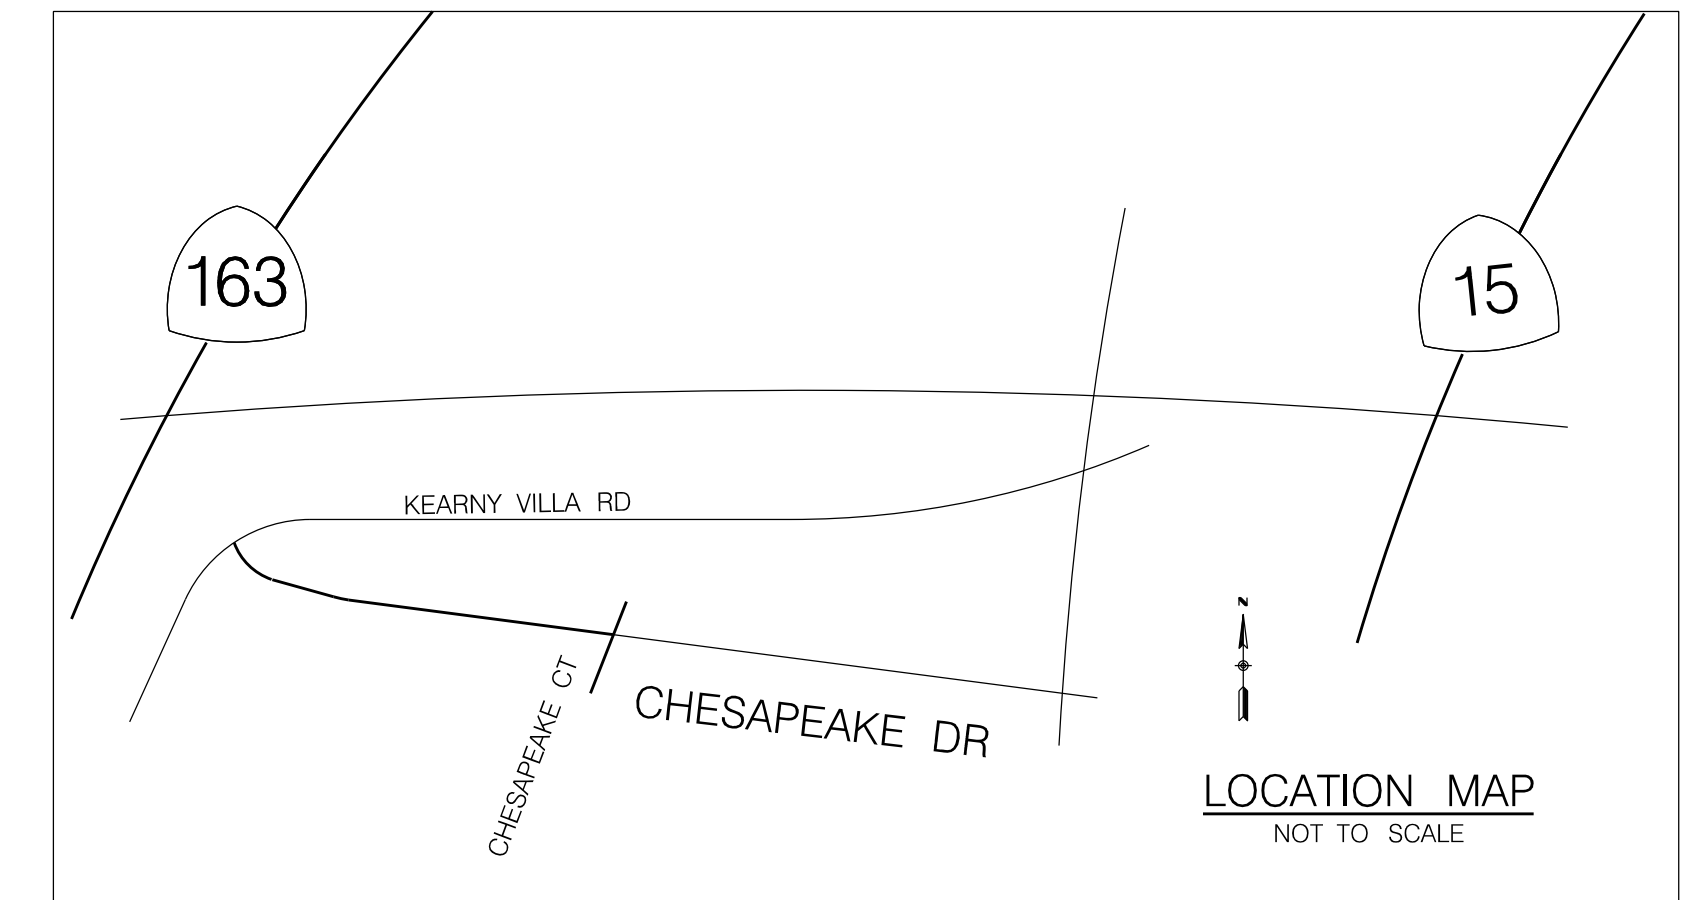 163
15
KEARNY VILLA RD
CHESAPEAKE CT
CHESAPEAKE DR
N
LOCATION MAP
NOT TO SCALE